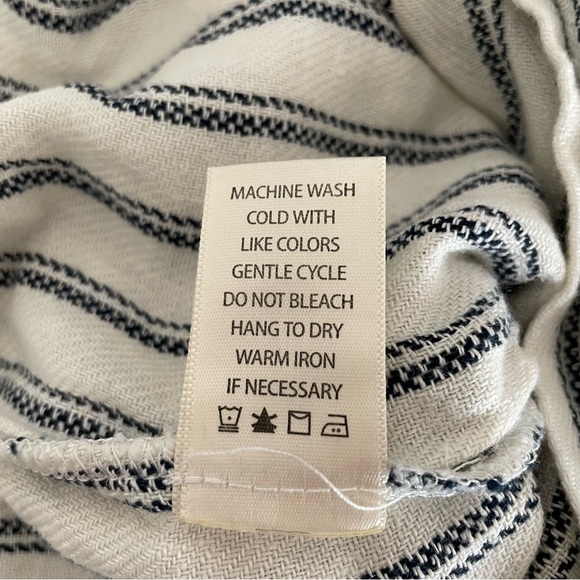 MACHINE WASH
COLD WITH
LIKE COLORS
GENTLE CYCLE
DO NOT BLEACH
HANG TO DRY
WARM IRON
IF NECESSARY